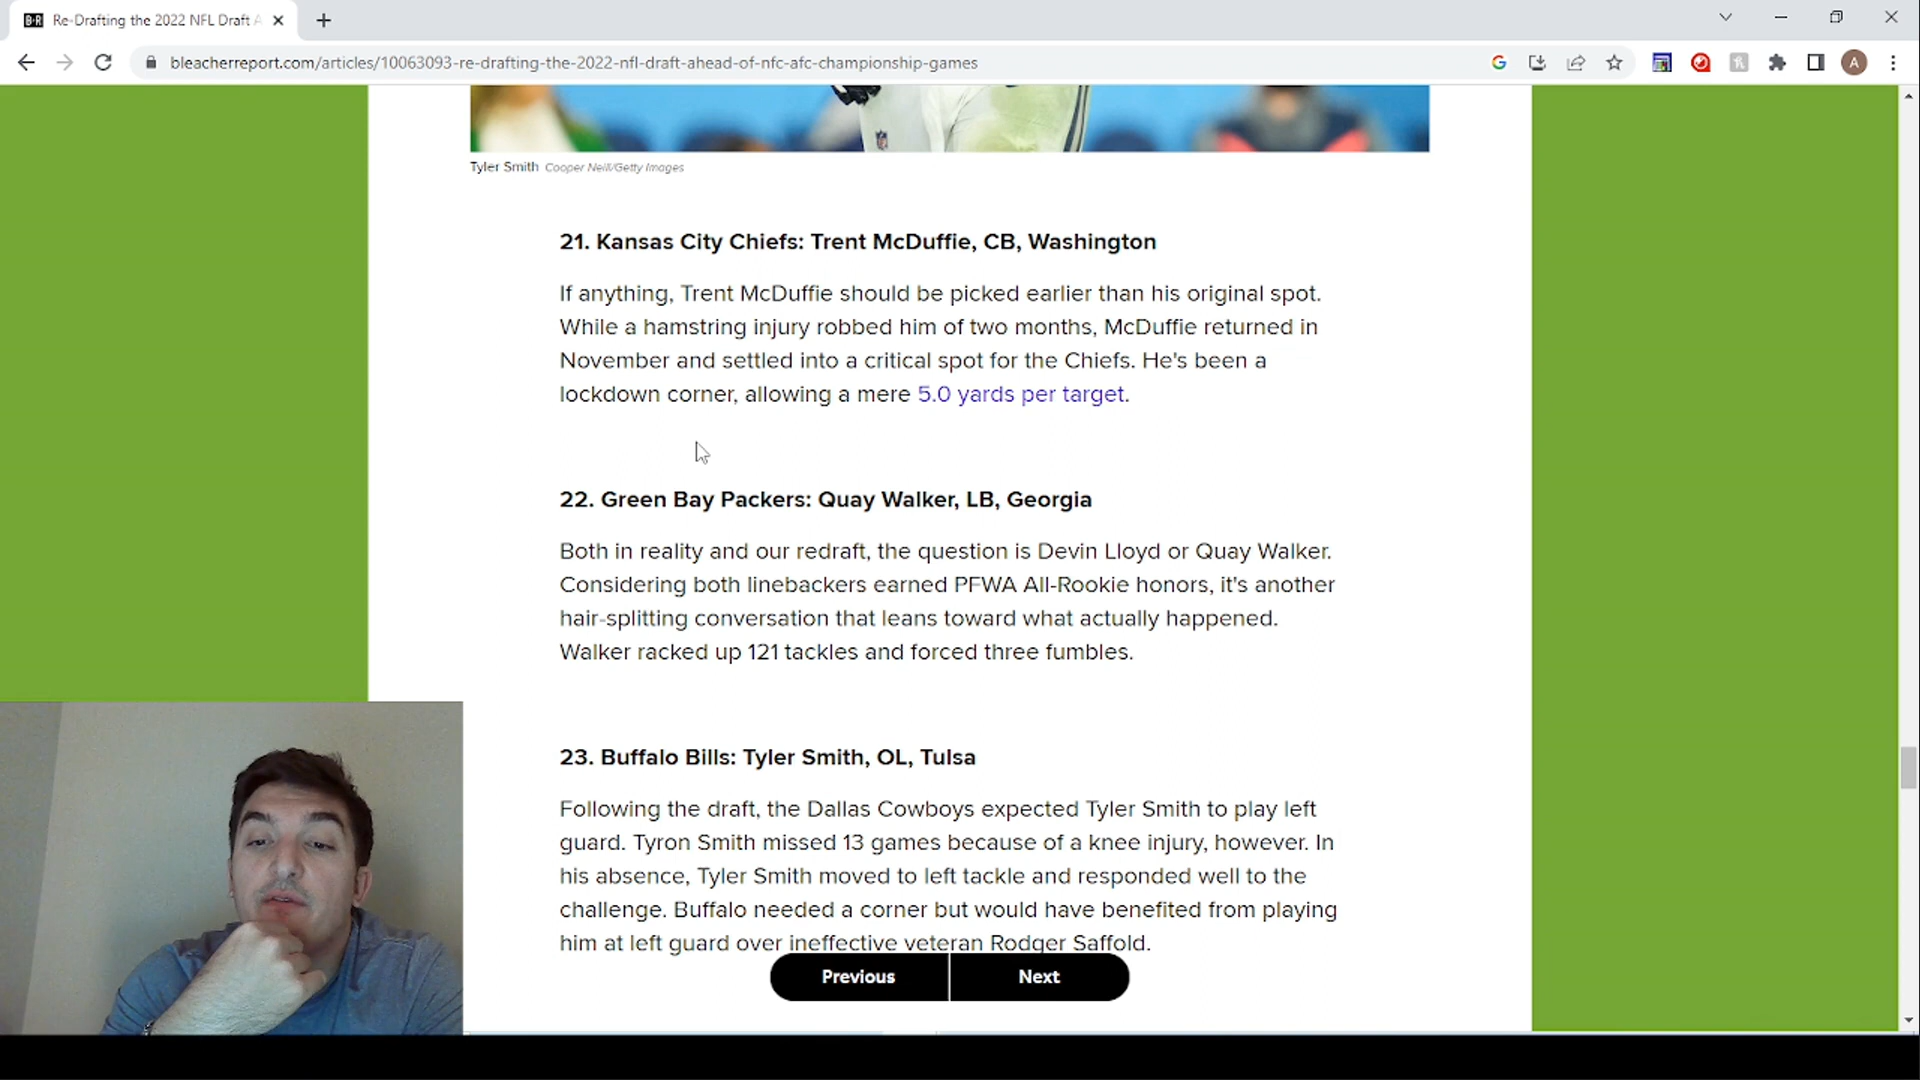 B/R Re-Drafting the 2022 NFL Draft A
bleacherreport.com/articles/10063093-re-drafting-the-2022-nfl-draft-ahead-of-nfc-afc-championship-games
A
Tyler Smith Cooper Neill/Getty Images
21. Kansas City Chiefs: Trent McDuffie, CB, Washington
If anything, Trent McDuffie should be picked earlier than his original spot.
While a hamstring injury robbed him of two months, McDuffie returned in
November and settled into a critical spot for the Chiefs. He's been a
lockdown corner, allowing a mere 5.0 yards per target.
22. Green Bay Packers: Quay Walker, LB, Georgia
Both in reality and our redraft, the question is Devin Lloyd or Quay Walker.
Considering both linebackers earned PFWA All-Rookie honors, it's another
hair-splitting conversation that leans toward what actually happened.
Walker racked up 121 tackles and forced three fumbles.
23. Buffalo Bills: Tyler Smith, OL, Tulsa
Following the draft, the Dallas Cowboys expected Tyler Smith to play left
guard. Tyron Smith missed 13 games because of a knee injury, however. In
his absence, Tyler Smith moved to left tackle and responded well to the
challenge. Buffalo needed a corner but would have benefited from playing
him at left guard over ineffective veteran Rodger Saffold.
Previous Next